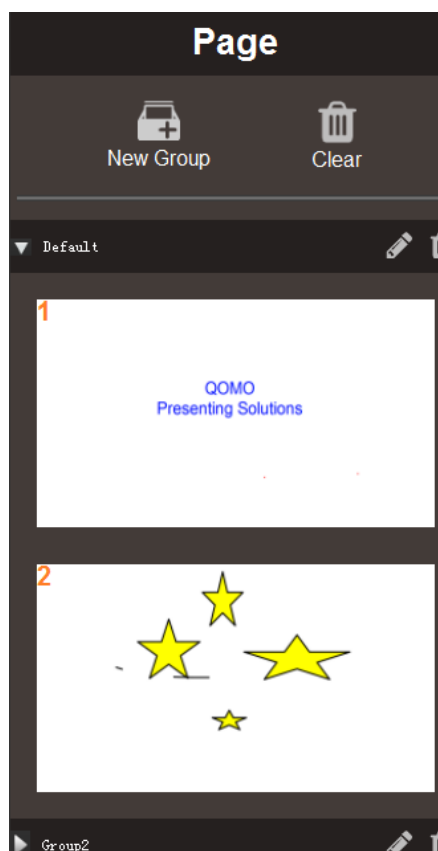 Page
New Group
Clear
Default
1
QOMO
Presenting Solutions
2
Group2